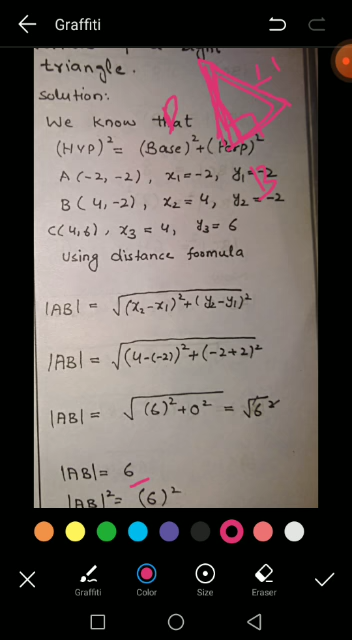 Graffiti
triangle.
solution:
We know that
(Hyp)² = (Base)² + (Perp)²
A(-2, -2), x₁ = -2, y₁ = -2
B(4, -2), x₂ = 4, y₂ = -2
C(4, 6), x₃ = 4, y₃ = 6
Using distance foomula
|AB| = √(x₂-x₁)²+(y₂-y₁)²
|AB| = √(4-(-2))²+(-2+2)²
|AB| = √(6)²+0² = √6²
|AB| = 6
|AB|² = (6)²
Graffiti Color Size Eraser